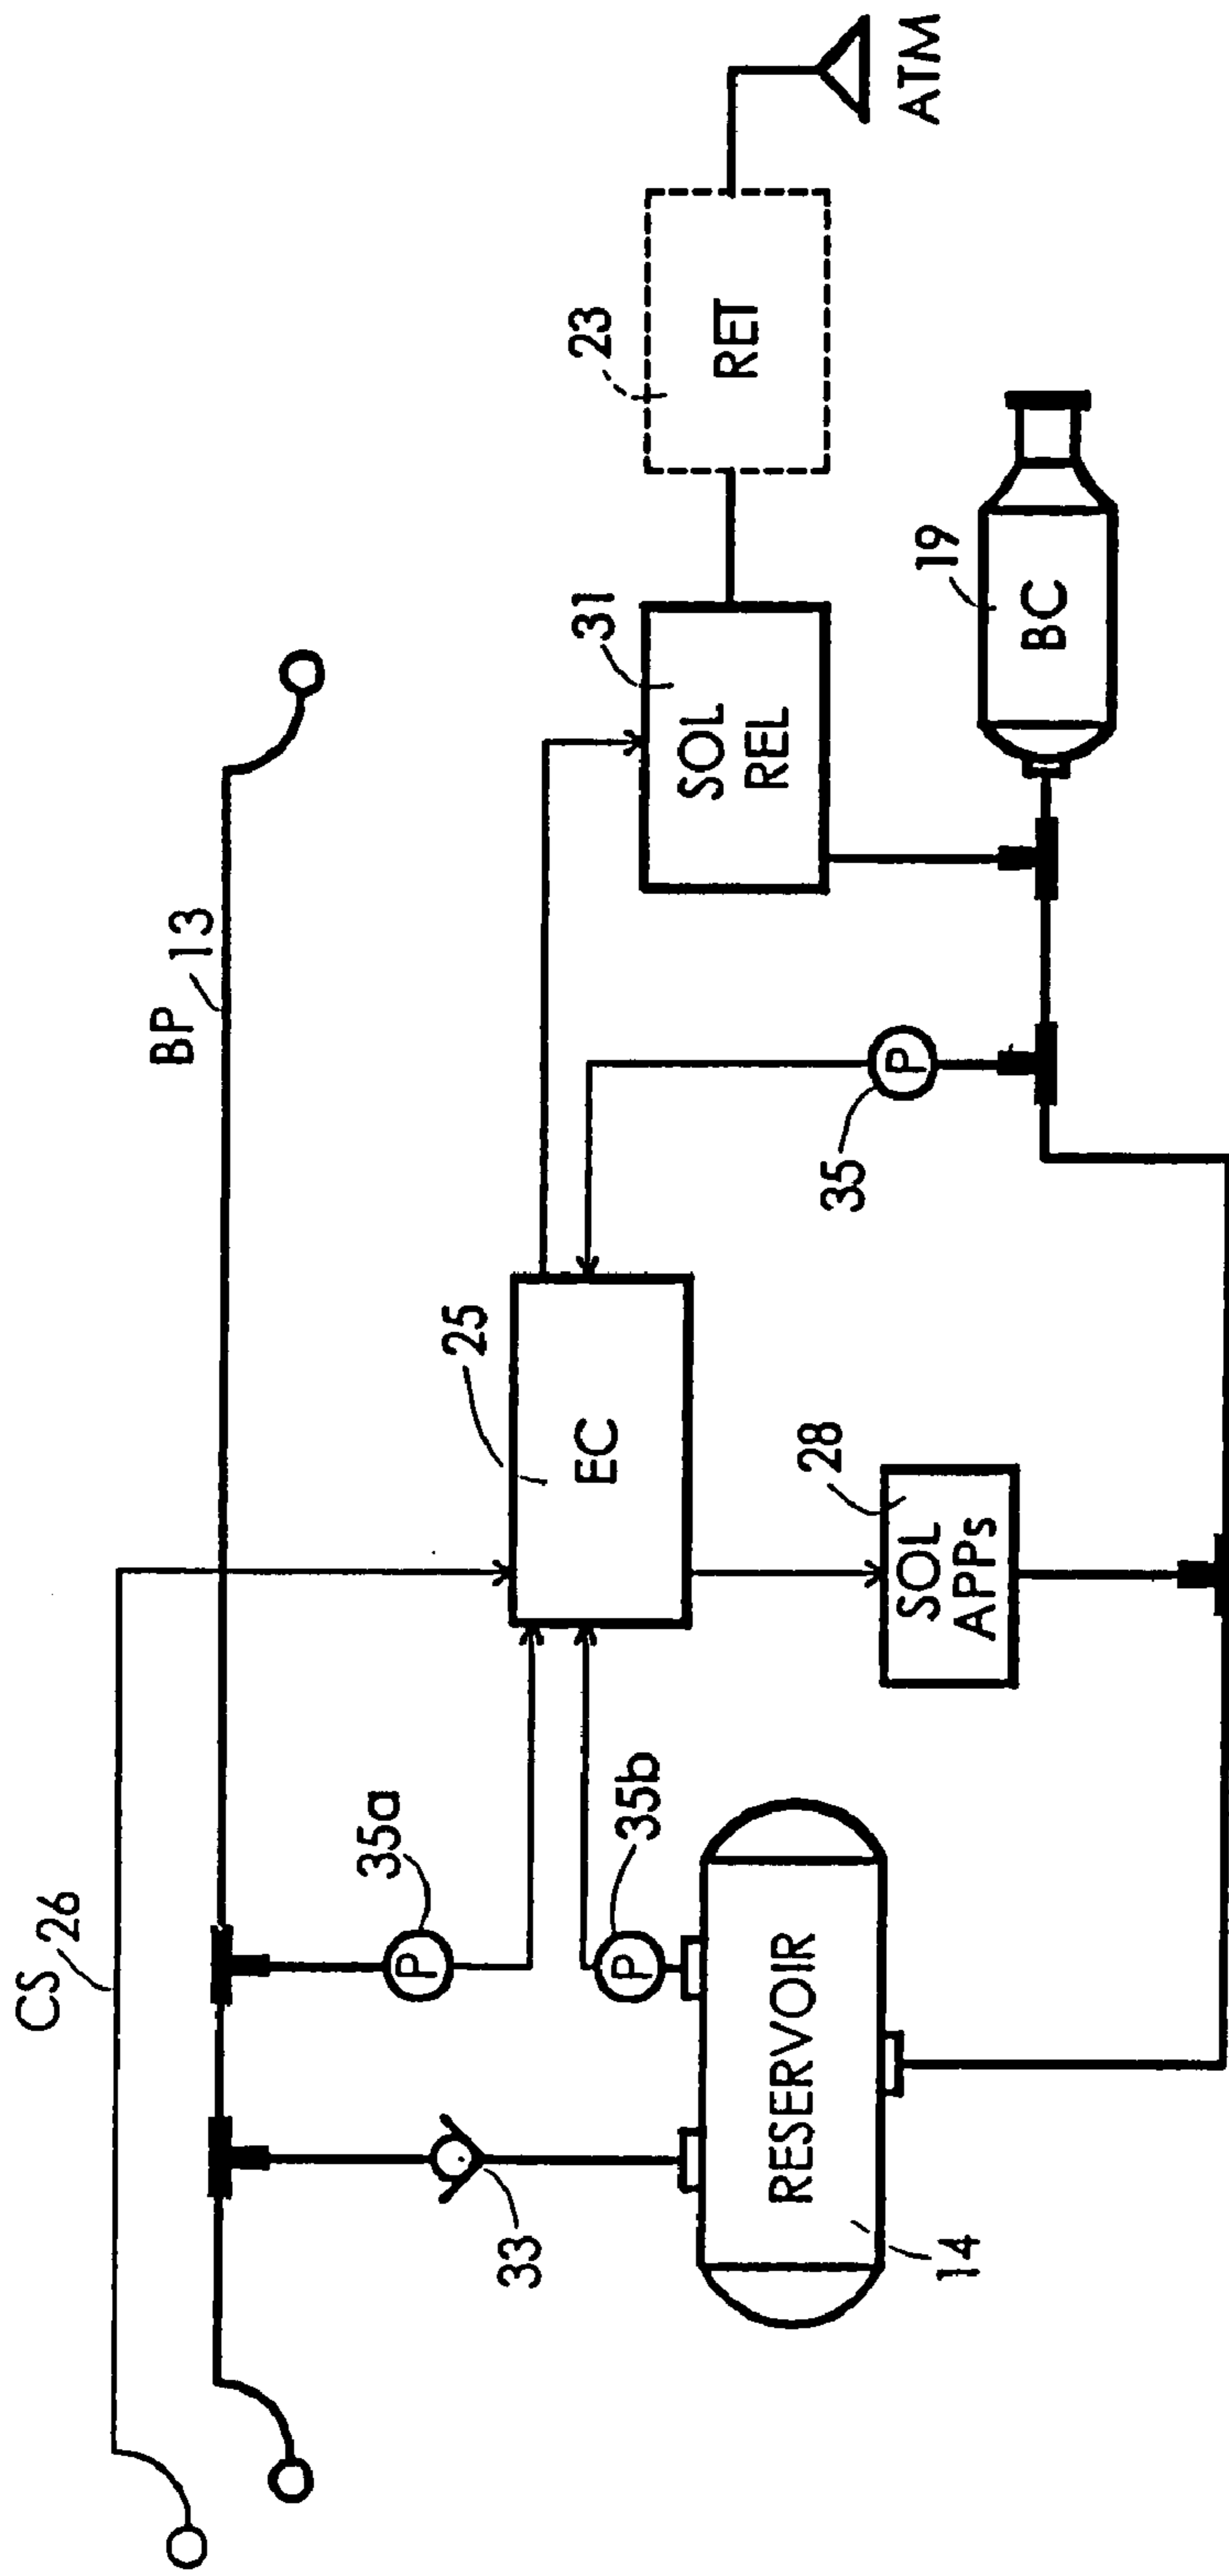 CS 26
BP 13
33
35a
35b
RESERVOIR
14
25
EC
28
SOL
APPs
35
P
P
P
31
SOL
REL
19
BC
23
RET
ATM